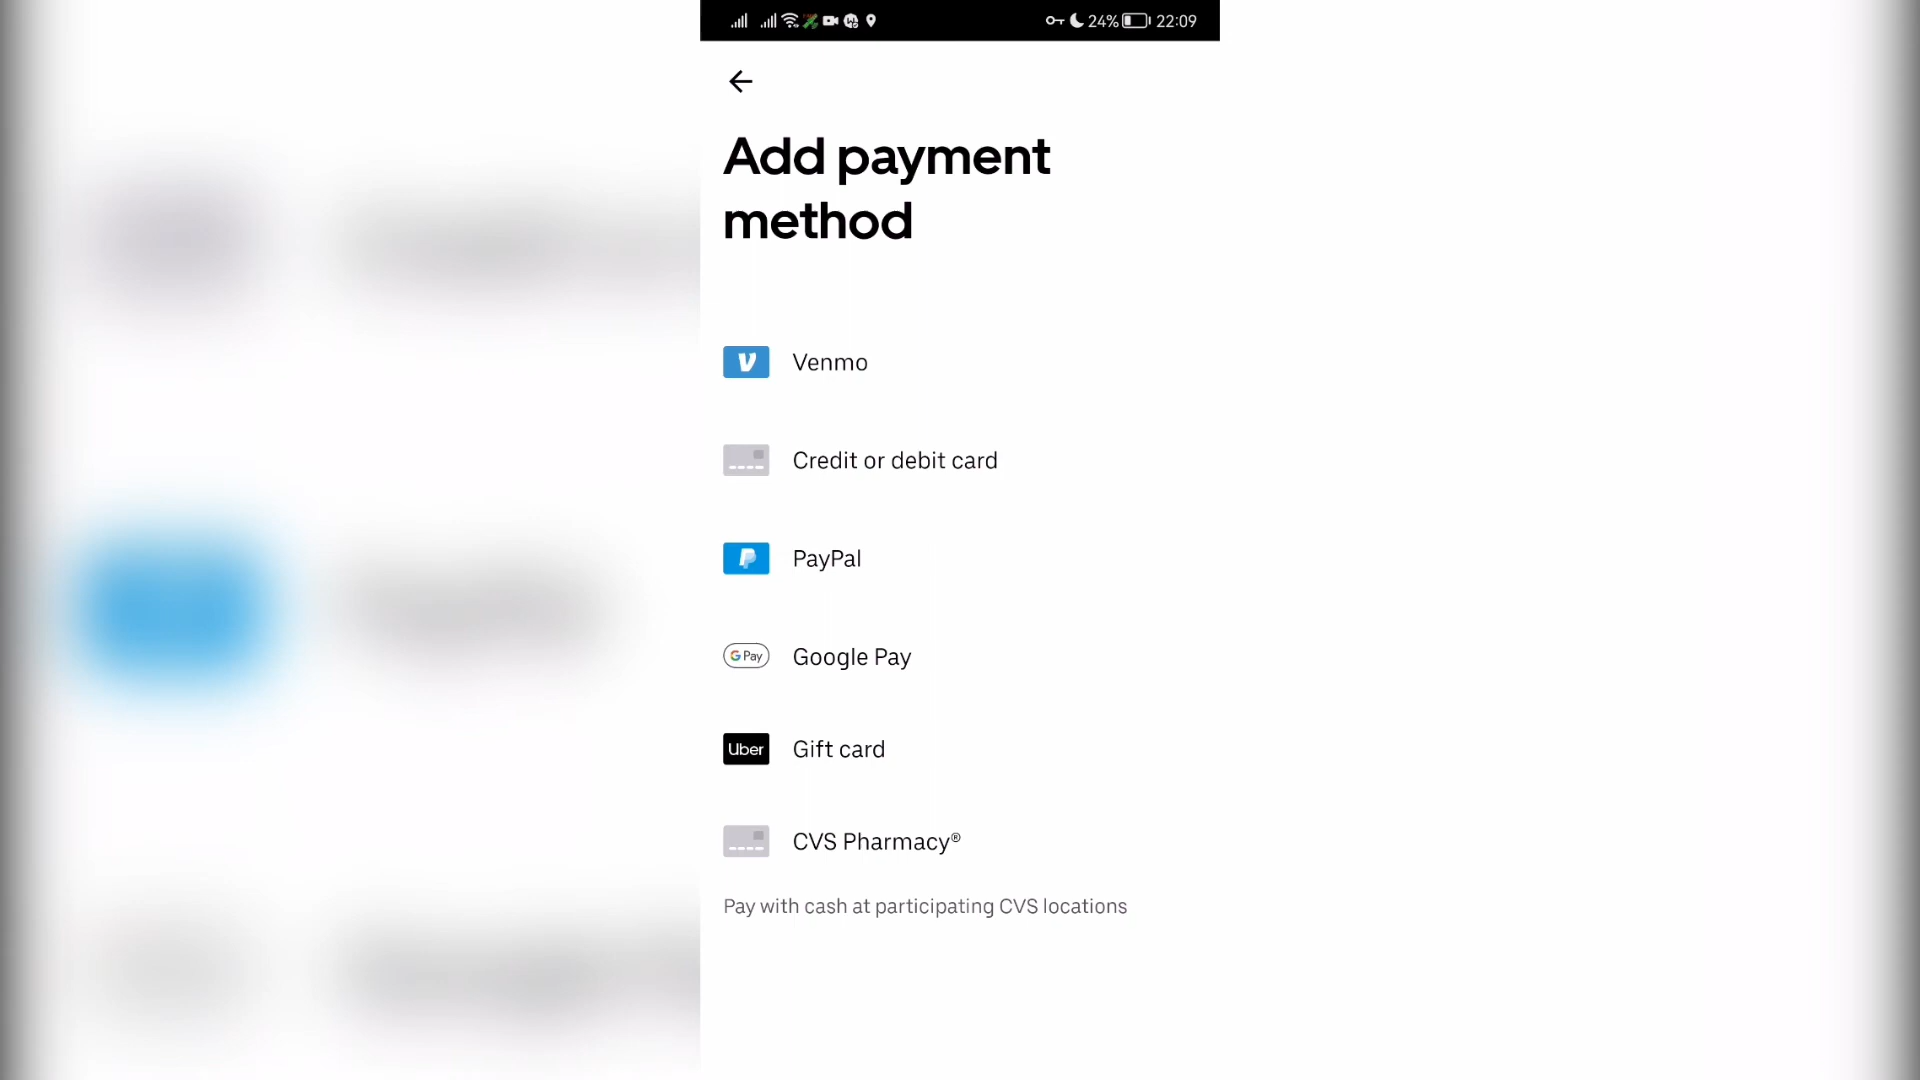 24% 22:09
Add payment
method
Venmo
Credit or debit card
PayPal
G Pay Google Pay
Uber Gift card
CVS Pharmacy®
Pay with cash at participating CVS locations